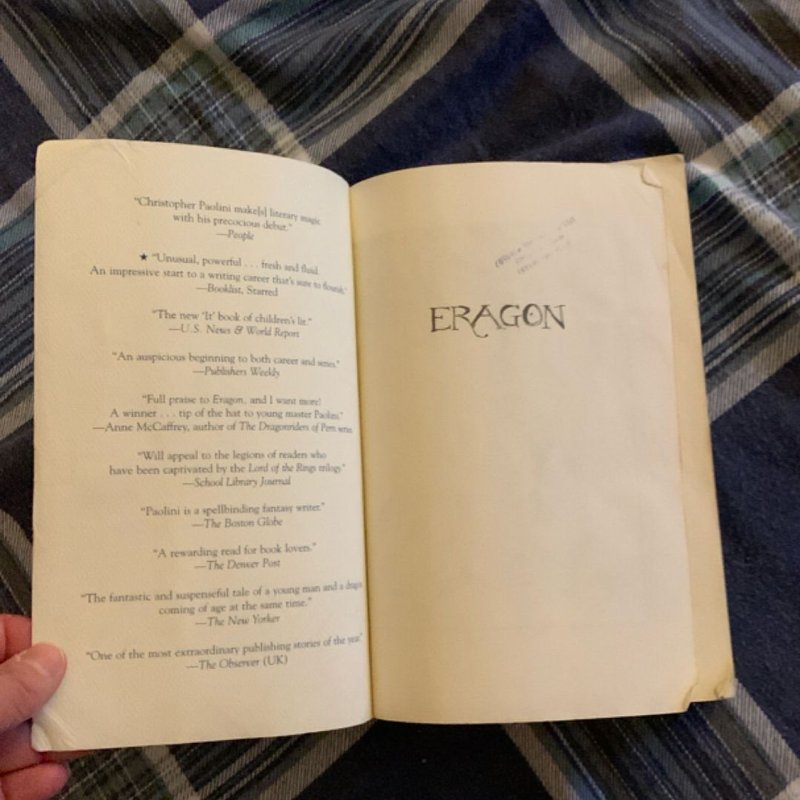 “Christopher Paolini make[s] literary magic
with his precocious debut.”
—People
★ “Unusual, powerful . . . fresh and fluid.
An impressive start to a writing career that’s sure to flourish.”
—Booklist, Starred
“The new ‘It’ book of children’s lit.”
—U.S. News & World Report
“An auspicious beginning to both career and series.”
—Publishers Weekly
“Full praise to Eragon, and I want more!
A winner . . . tip of the hat to young master Paolini.”
—Anne McCaffrey, author of The Dragonriders of Pern series
“Will appeal to the legions of readers who
have been captivated by the Lord of the Rings trilogy.”
—School Library Journal
“Paolini is a spellbinding fantasy writer.”
—The Boston Globe
“A rewarding read for book lovers.”
—The Denver Post
“The fantastic and suspenseful tale of a young man and a dragon
coming of age at the same time.”
—The New Yorker
“One of the most extraordinary publishing stories of the year.”
—The Observer (UK)
ERAGON